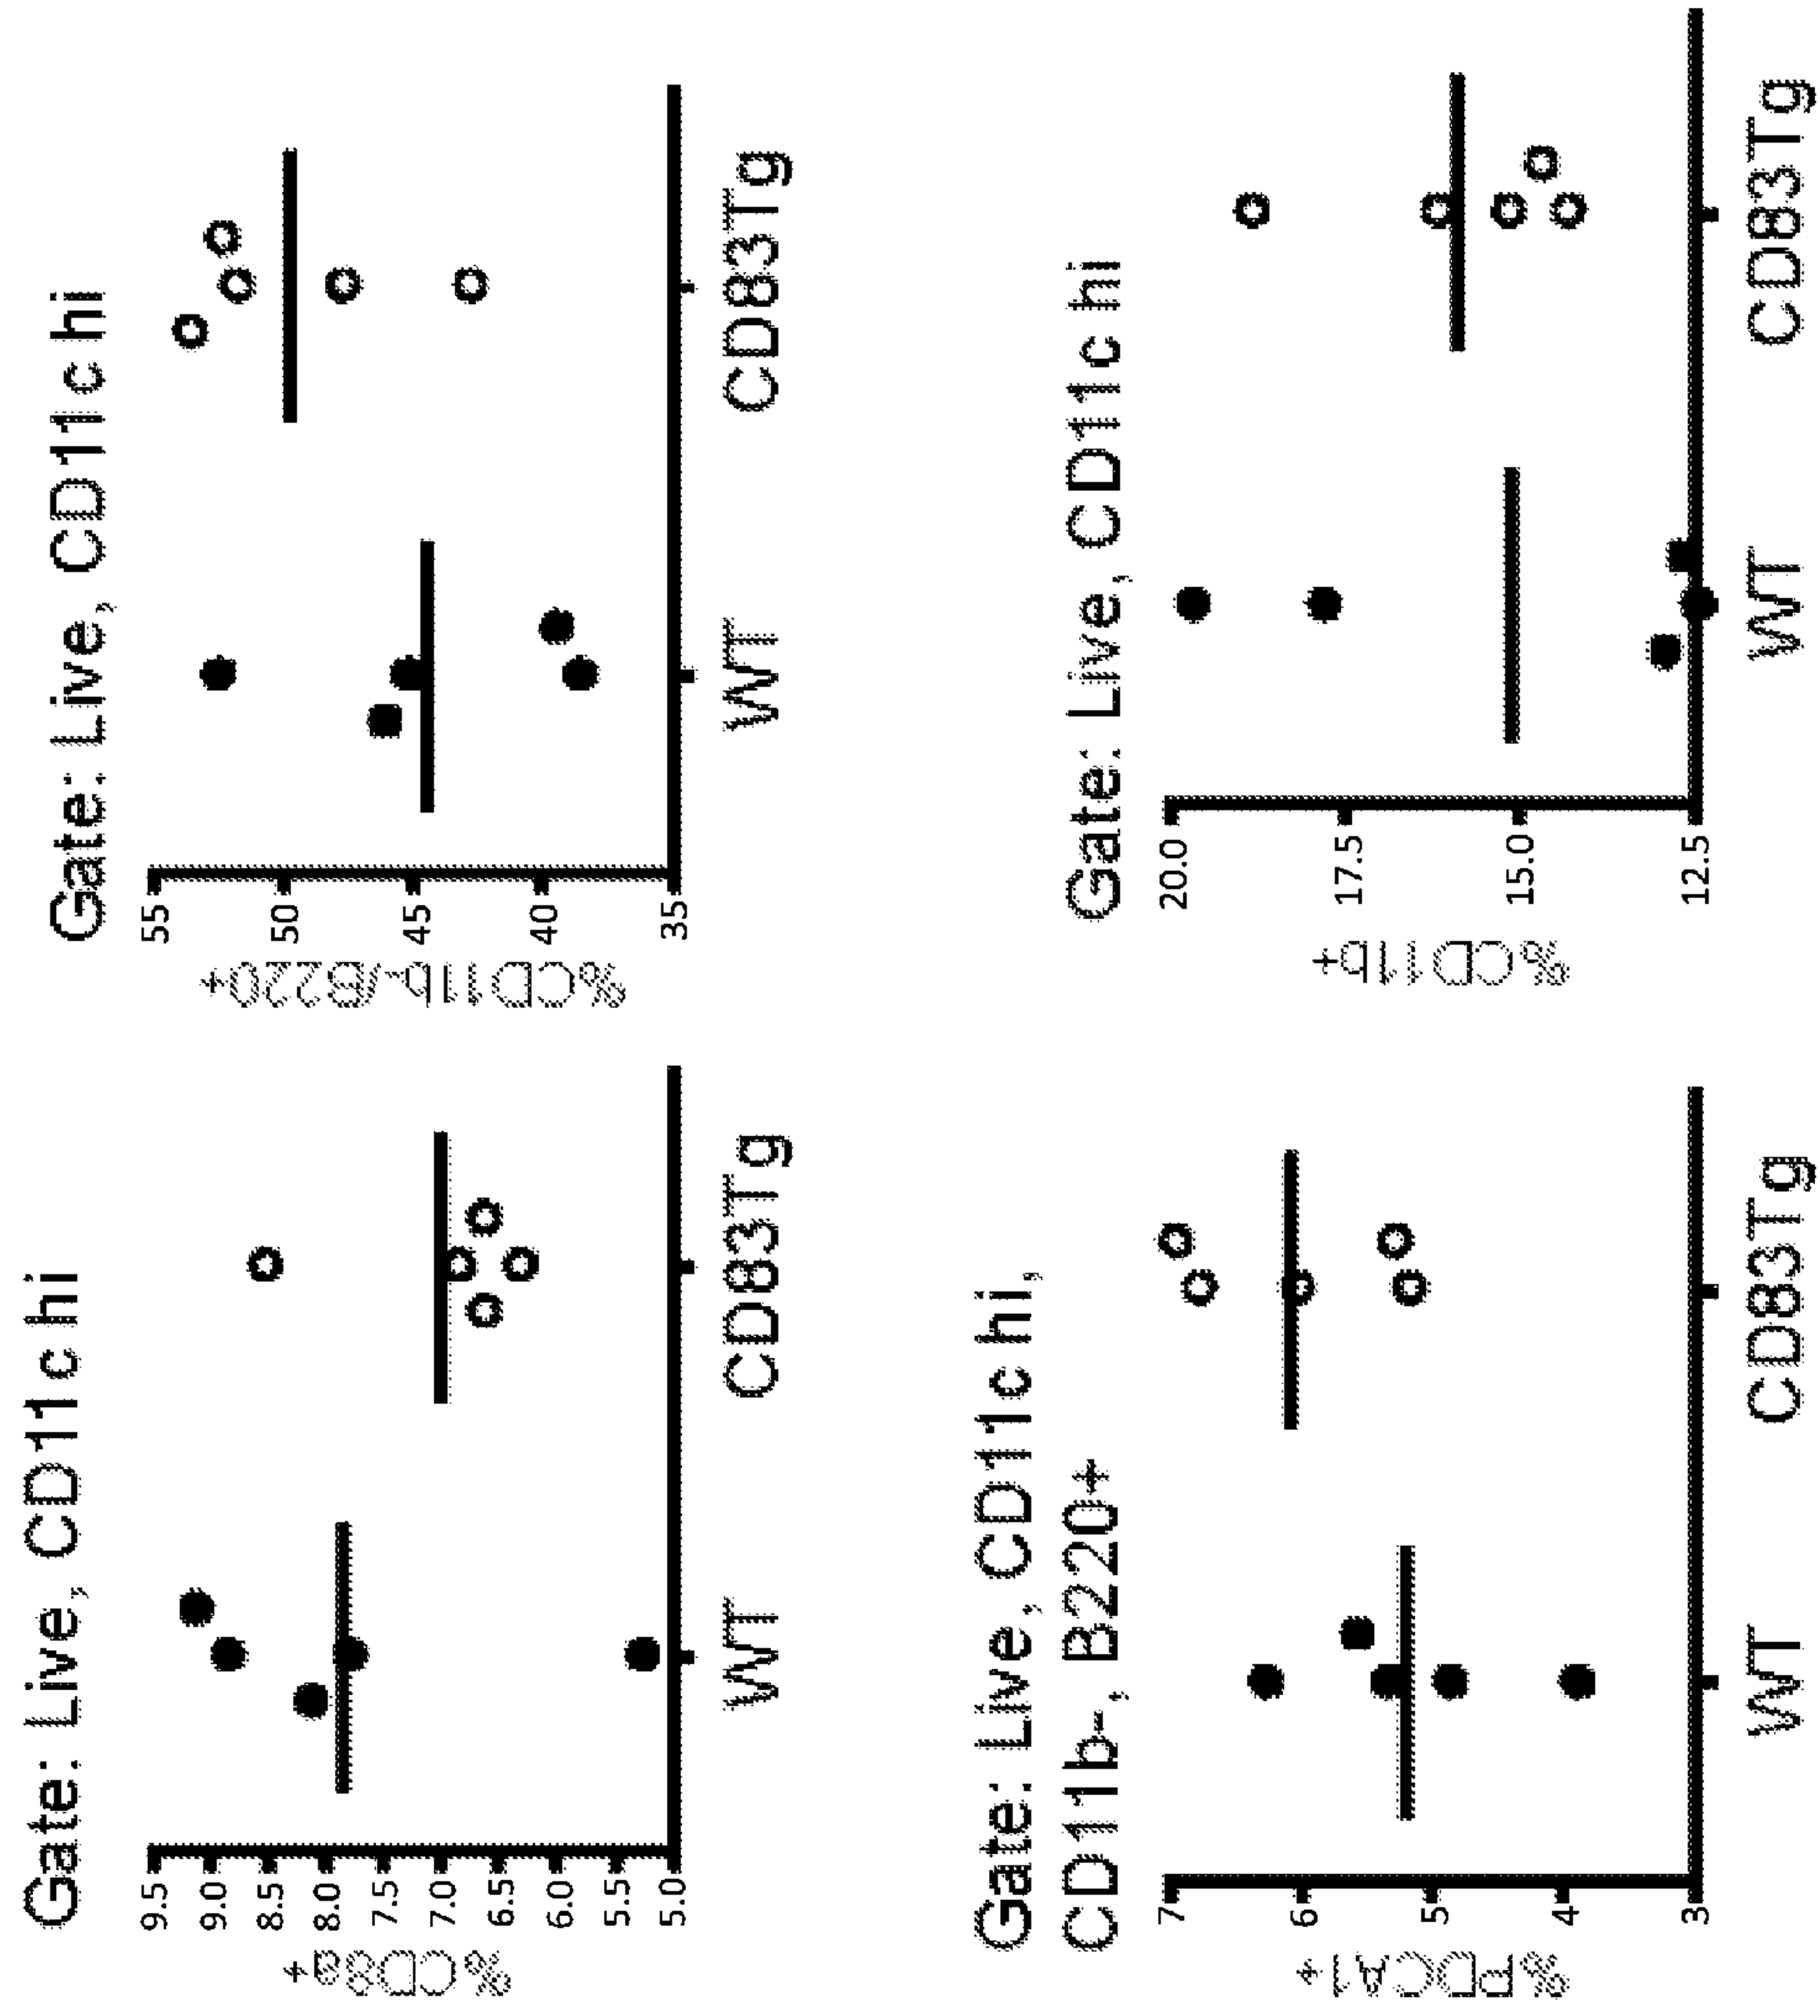 Gate: Live, CD11c hi
%CD8a+
9.5
9.0
8.5
8.0
7.5
7.0
6.5
6.0
5.5
5.0
WT
CD83Tg
Gate: Live, CD11c hi
%CD11b-/B220+
55
50
45
40
35
WT
CD83Tg
Gate: Live, CD11c hi,
CD11b-, B220+
%PDCA1+
7
6
5
4
3
WT
CD83Tg
Gate: Live, CD11c hi
%CD11b+
20.0
17.5
15.0
12.5
WT
CD83Tg